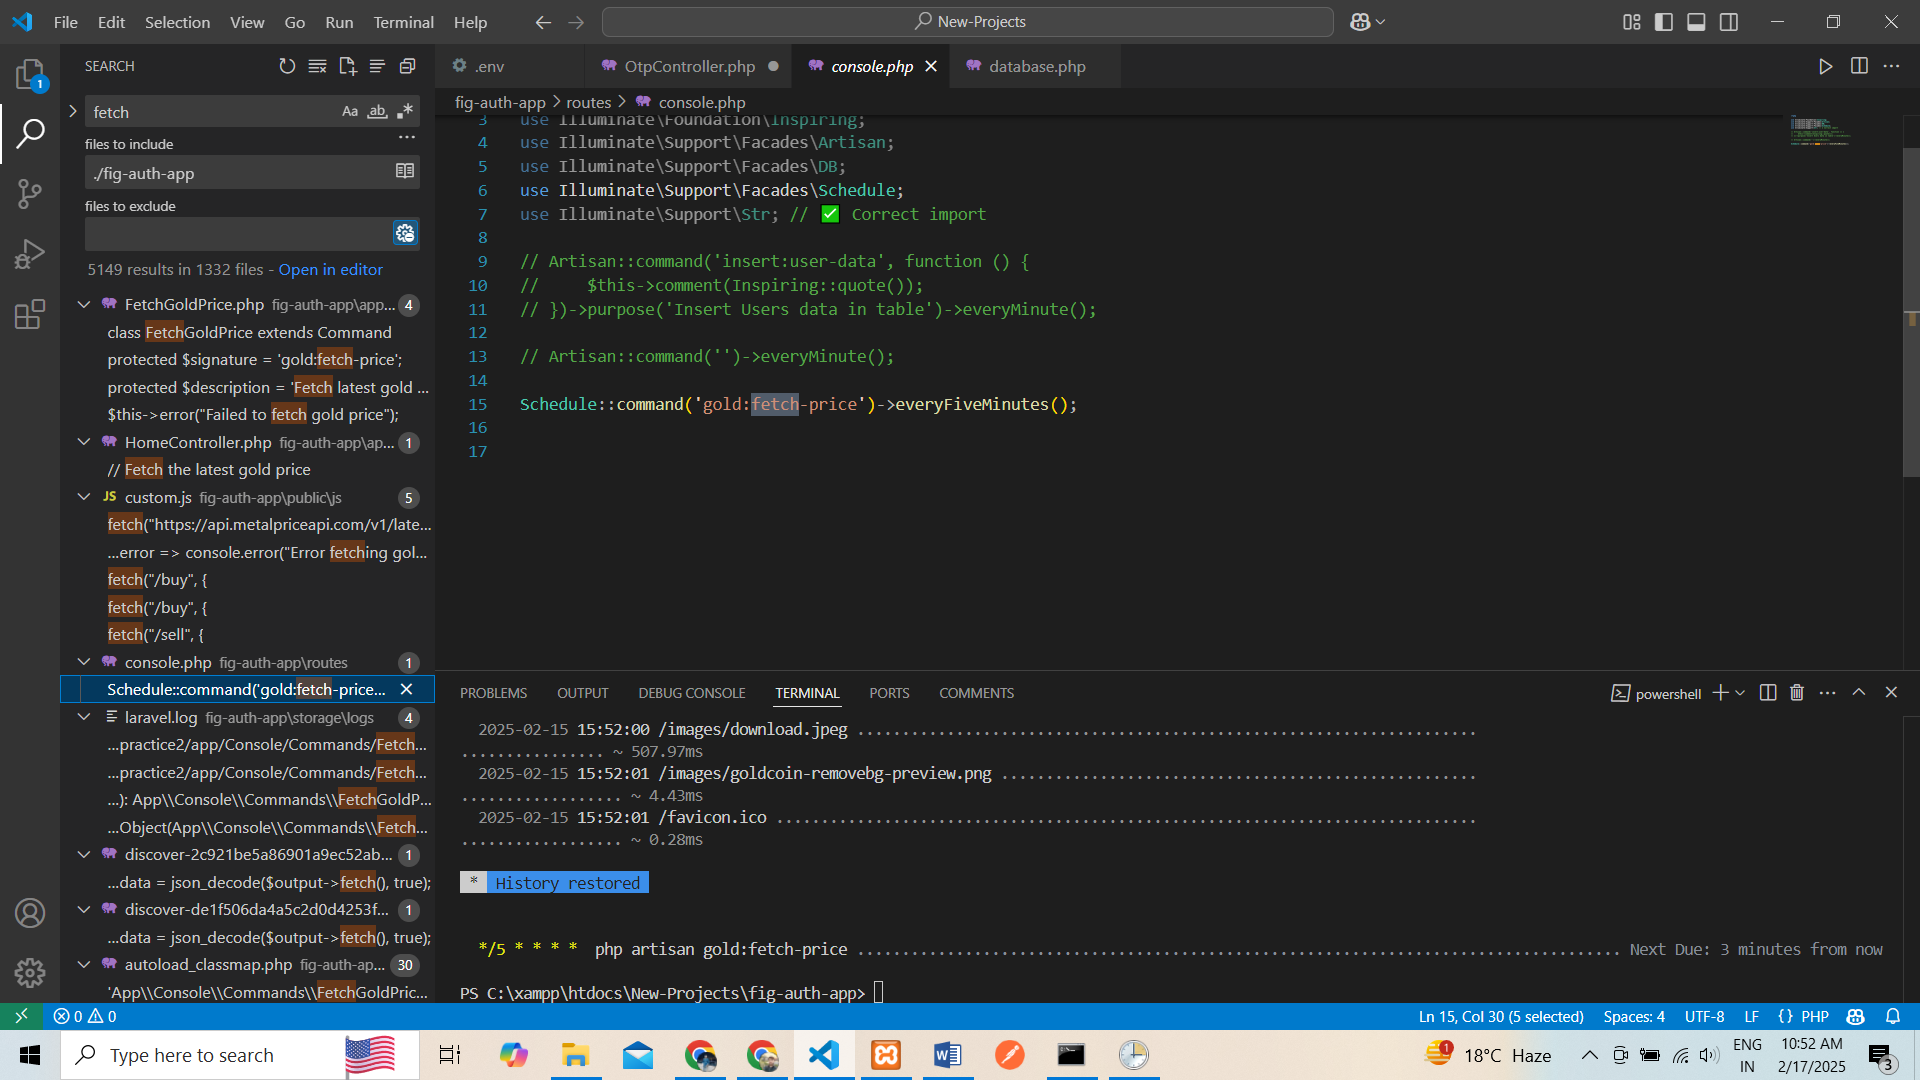 File Edit Selection View Go Run Terminal Help
New-Projects
SEARCH
fetch
Aa ab
files to include
./fig-auth-app
files to exclude
5149 results in 1332 files - Open in editor
FetchGoldPrice.php fig-auth-app\app... 4
class FetchGoldPrice extends Command
protected $signature = 'gold:fetch-price';
protected $description = 'Fetch latest gold ...
$this->error("Failed to fetch gold price");
HomeController.php fig-auth-app\ap... 1
// Fetch the latest gold price
JS custom.js fig-auth-app\public\js 5
fetch("https://api.metalpriceapi.com/v1/late...
...error => console.error("Error fetching gol...
fetch("/buy", {
fetch("/buy", {
fetch("/sell", {
console.php fig-auth-app\routes 1
Schedule::command('gold:fetch-price...
laravel.log fig-auth-app\storage\logs 4
...practice2/app/Console/Commands/Fetch...
...practice2/app/Console/Commands/Fetch...
...): App\\Console\\Commands\\FetchGoldP...
...Object(App\\Console\\Commands\\Fetch...
discover-2c921be5a86901a9ec52ab... 1
...data = json_decode($output->fetch(), true);
discover-de1f506da4a5c2d0d4253f... 1
...data = json_decode($output->fetch(), true);
autoload_classmap.php fig-auth-ap... 30
'App\\Console\\Commands\\FetchGoldPric...
.env OtpController.php console.php database.php
fig-auth-app > routes > console.php
3 use Illuminate\Foundation\Inspiring;
4 use Illuminate\Support\Facades\Artisan;
5 use Illuminate\Support\Facades\DB;
6 use Illuminate\Support\Facades\Schedule;
7 use Illuminate\Support\Str; // ✅ Correct import
8
9 // Artisan::command('insert:user-data', function () {
10 //     $this->comment(Inspiring::quote());
11 // })->purpose('Insert Users data in table')->everyMinute();
12
13 // Artisan::command('')->everyMinute();
14
15 Schedule::command('gold:fetch-price')->everyFiveMinutes();
16
17
PROBLEMS OUTPUT DEBUG CONSOLE TERMINAL PORTS COMMENTS
powershell
2025-02-15 15:52:00 /images/download.jpeg ......................................................................
................ ~ 507.97ms
2025-02-15 15:52:01 /images/goldcoin-removebg-preview.png .....................................................
.................. ~ 4.43ms
2025-02-15 15:52:01 /favicon.ico ..............................................................................
.................. ~ 0.28ms
* History restored
*/5 * * * * php artisan gold:fetch-price ..................................................................................... Next Due: 3 minutes from now
PS C:\xampp\htdocs\New-Projects\fig-auth-app>
0 0
Ln 15, Col 30 (5 selected) Spaces: 4 UTF-8 LF {} PHP
Type here to search
1 18°C Haze
ENG
IN
10:52 AM
2/17/2025
3